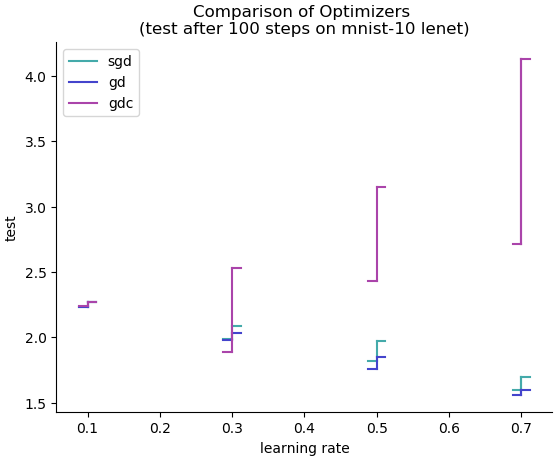 Comparison of Optimizers
(test after 100 steps on mnist-10 lenet)
sgd
gd
gdc
4.0
3.5
3.0
2.5
2.0
1.5
test
0.1 0.2 0.3 0.4 0.5 0.6 0.7
learning rate